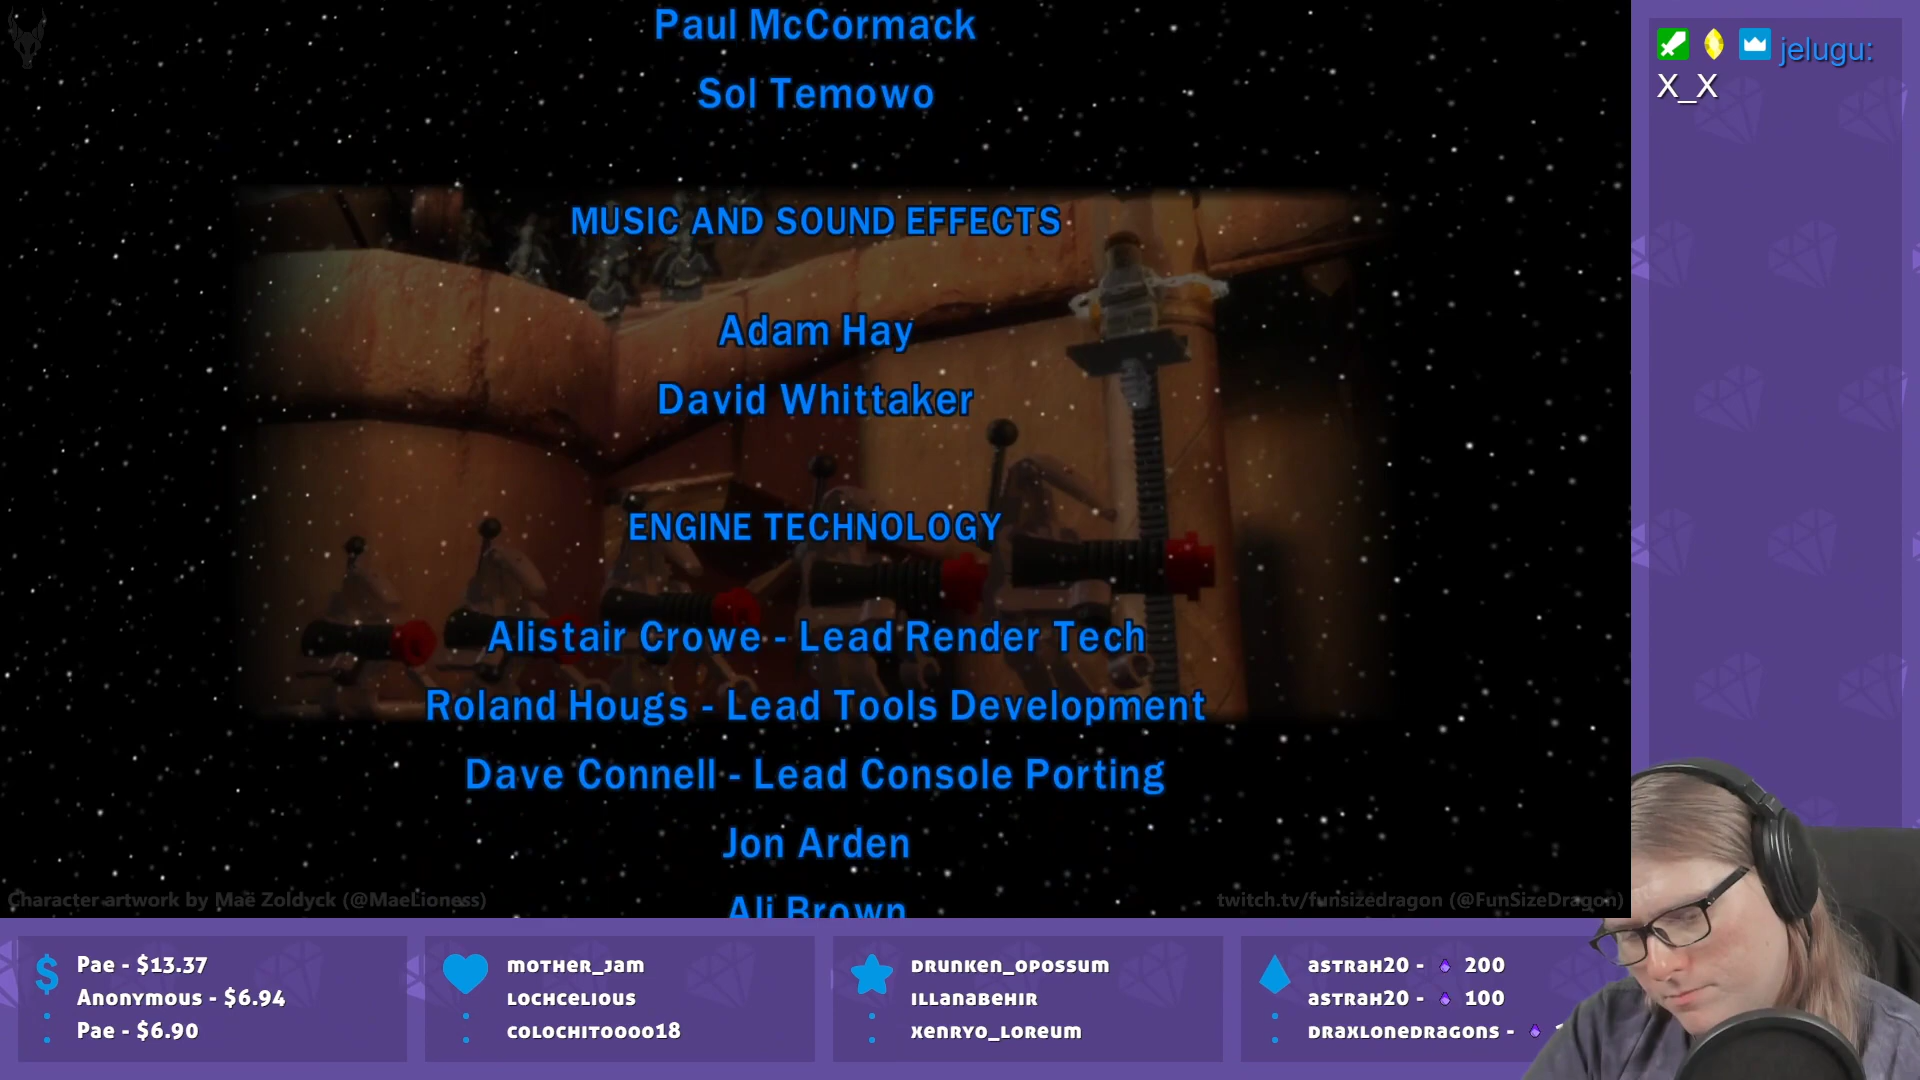 Paul McCormack
Sol Temowo
MUSIC AND SOUND EFFECTS
Adam Hay
David Whittaker
ENGINE TECHNOLOGY
Alistair Crowe - Lead Render Tech
Roland Hougs - Lead Tools Development
Dave Connell - Lead Console Porting
Jon Arden
Ali Brown
Character artwork by Maë Zoldyck (@MaeLioness)
twitch.tv/funsizedragon (@FunSizeDragon)
jelugu:
X_X
Pae - $13.37
Anonymous - $6.94
Pae - $6.90
mother_jam
lochcelious
colochitoooo18
drunken_opossum
illanabehir
xenryo_loreum
astrah20 - 200
astrah20 - 100
draxlonedragons -